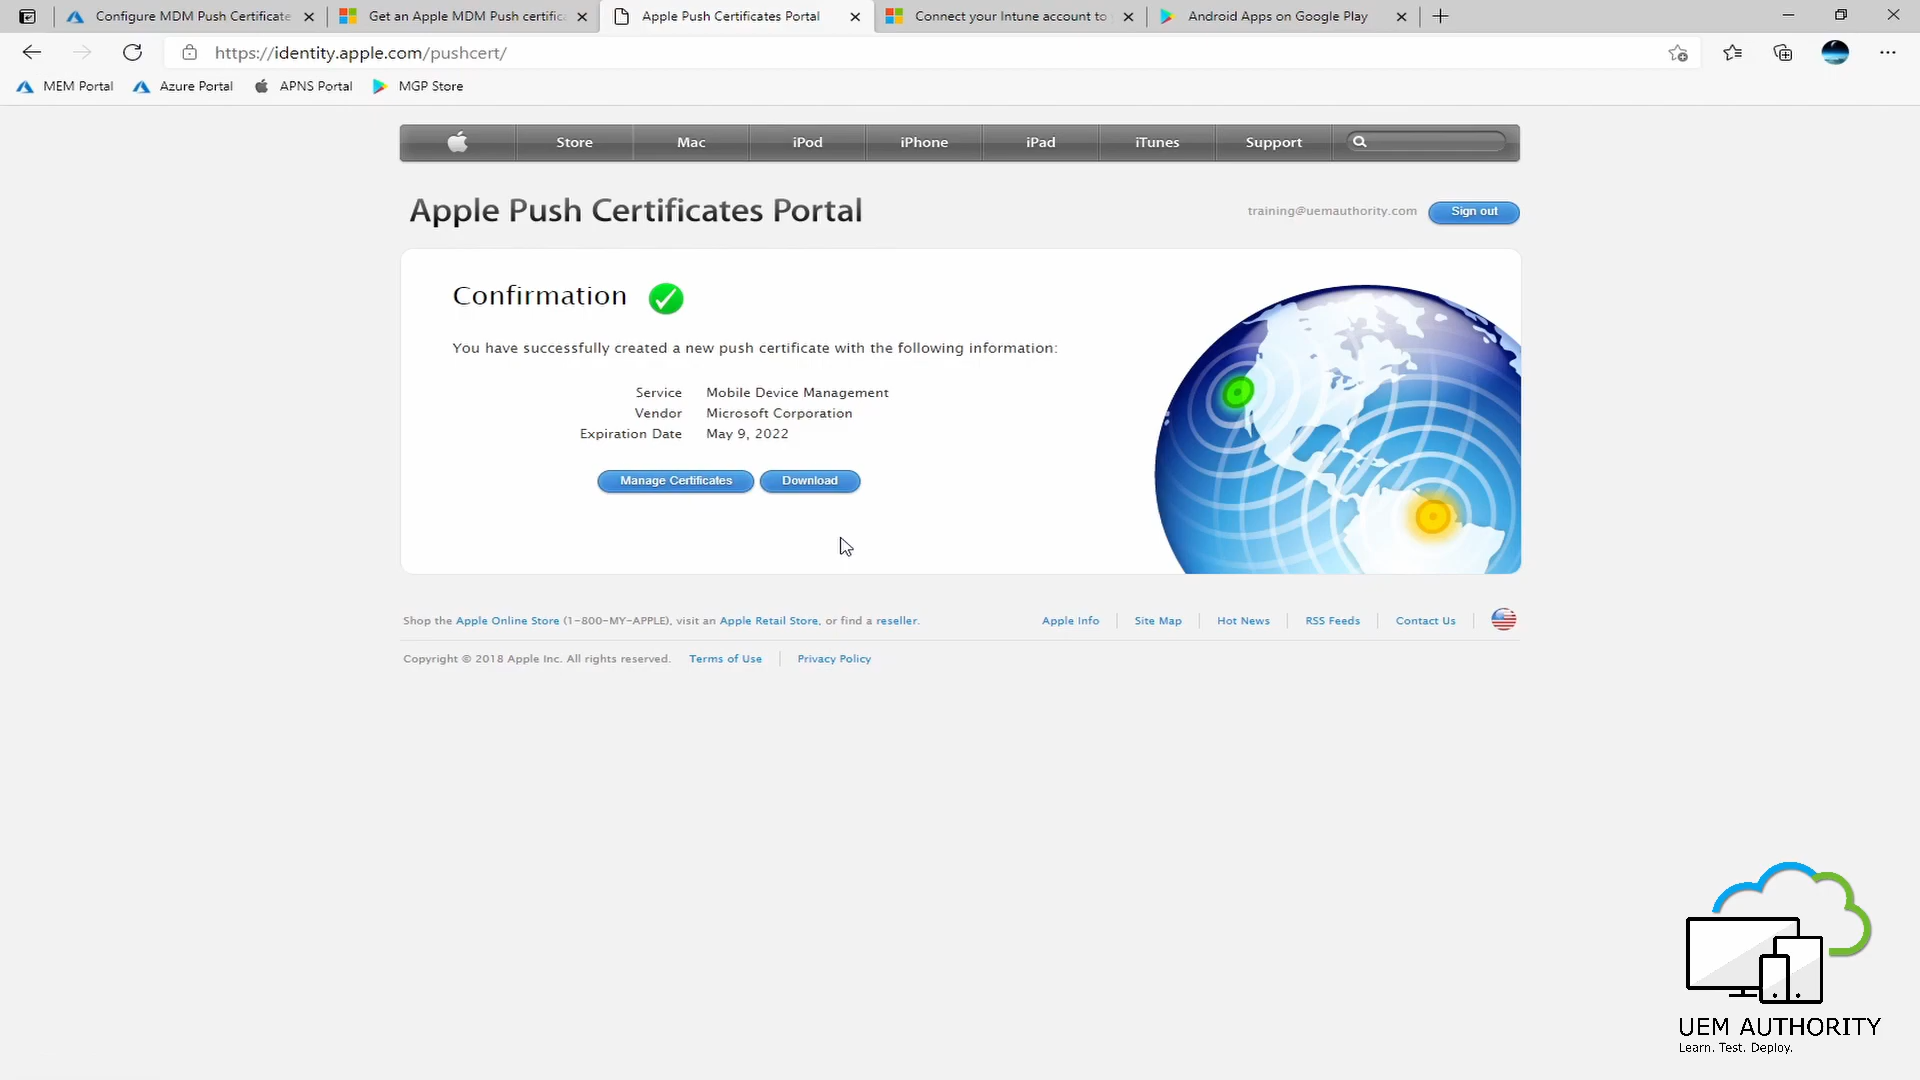 Configure MDM Push Certificate
Get an Apple MDM Push certific
Apple Push Certificates Portal
Connect your Intune account to
Android Apps on Google Play
https://identity.apple.com/pushcert/
MEM Portal
Azure Portal
APNS Portal
MGP Store
Store
Mac
iPod
iPhone
iPad
iTunes
Support
Apple Push Certificates Portal
training@uemauthority.com
Sign out
Confirmation
You have successfully created a new push certificate with the following information:
Service Mobile Device Management
Vendor Microsoft Corporation
Expiration Date May 9, 2022
Manage Certificates
Download
Shop the Apple Online Store (1-800-MY-APPLE), visit an Apple Retail Store, or find a reseller.
Apple Info
Site Map
Hot News
RSS Feeds
Contact Us
Copyright © 2018 Apple Inc. All rights reserved.
Terms of Use
Privacy Policy
UEM AUTHORITY
Learn. Test. Deploy.